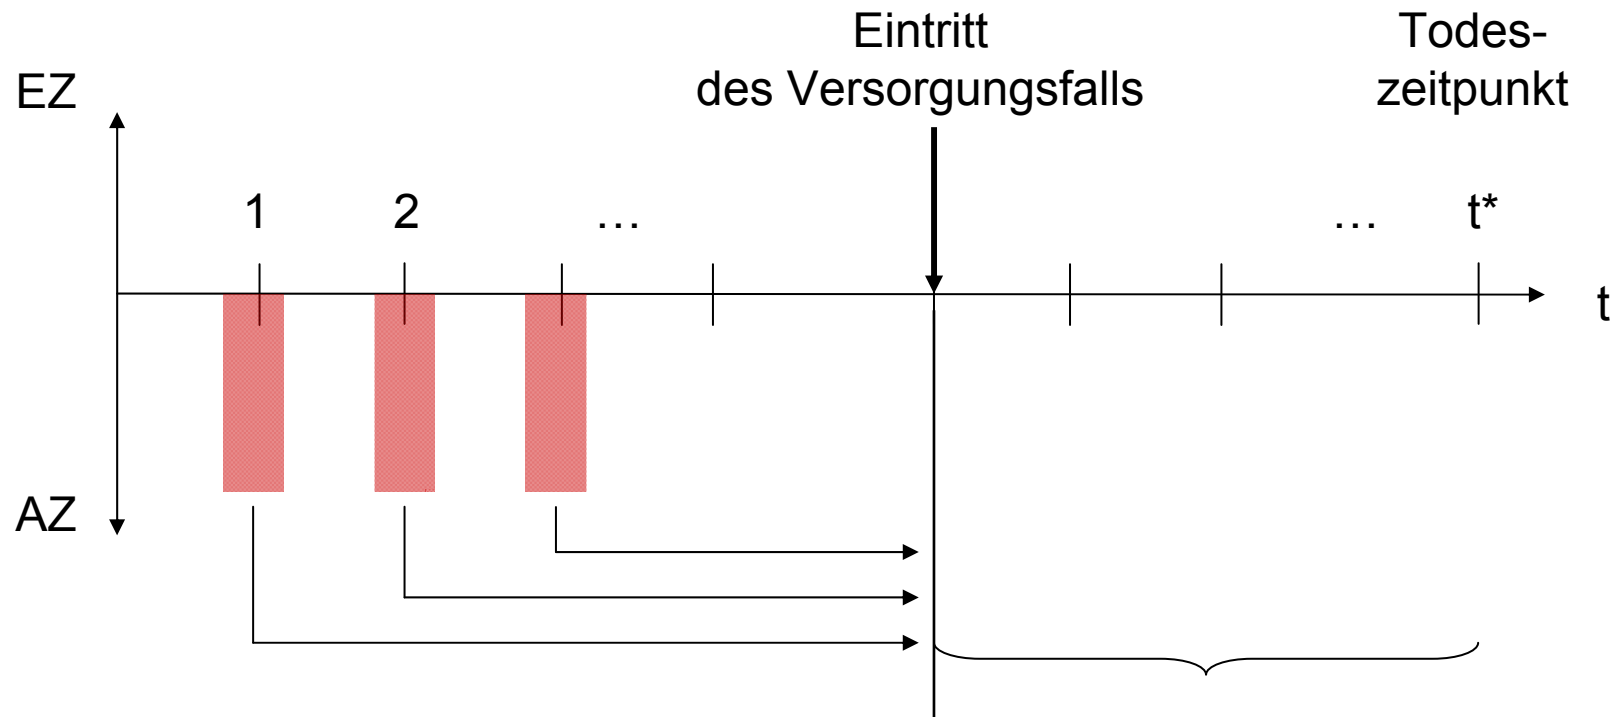 Eintritt
des Versorgungsfalls
Todes-
zeitpunkt
EZ
1 2 … … t*
t
AZ